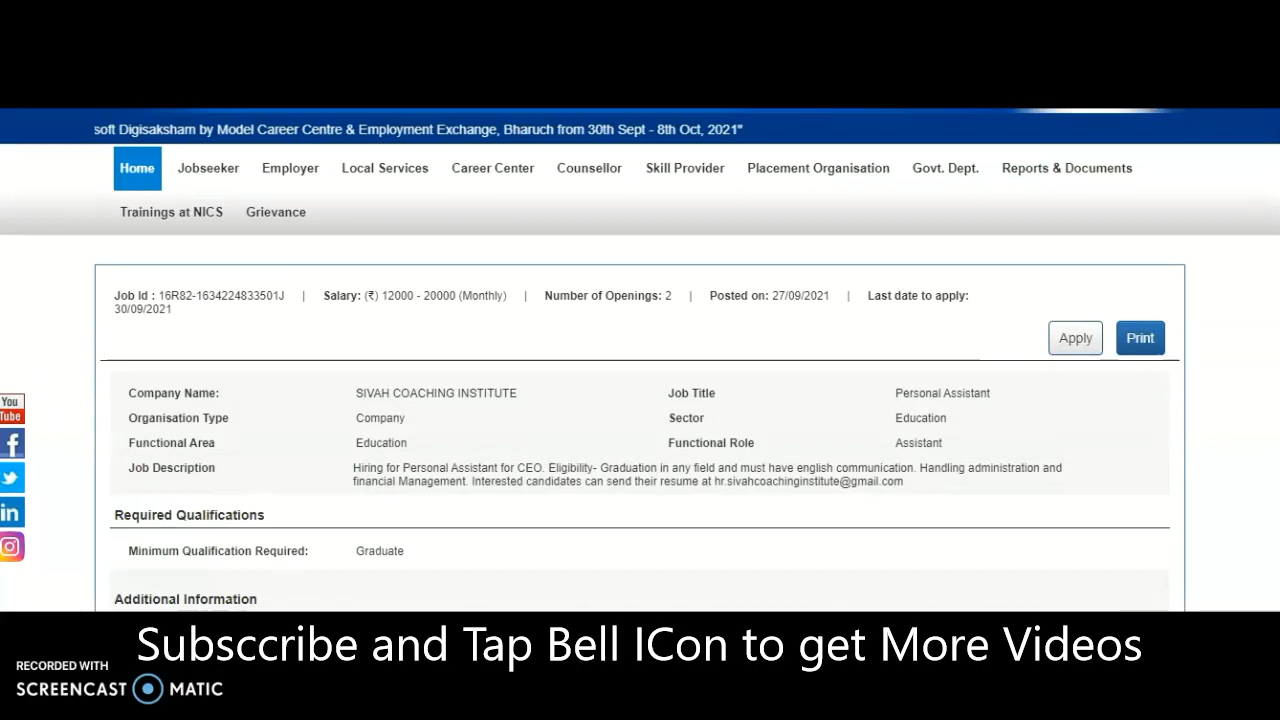 soft Digisaksham by Model Career Centre & Employment Exchange, Bharuch from 30th Sept - 8th Oct, 2021"
Home Jobseeker Employer Local Services Career Center Counsellor Skill Provider Placement Organisation Govt. Dept. Reports & Documents
Trainings at NICS Grievance
Job Id : 16R82-1634224833501J | Salary: (₹) 12000 - 20000 (Monthly) | Number of Openings: 2 | Posted on: 27/09/2021 | Last date to apply:
30/09/2021
Apply Print
Company Name: SIVAH COACHING INSTITUTE Job Title Personal Assistant
Organisation Type Company Sector Education
Functional Area Education Functional Role Assistant
Job Description Hiring for Personal Assistant for CEO. Eligibility- Graduation in any field and must have english communication. Handling administration and
financial Management. Interested candidates can send their resume at hr.sivahcoachinginstitute@gmail.com
Required Qualifications
Minimum Qualification Required: Graduate
Additional Information
You
Tube
f
in
Subsccribe and Tap Bell ICon to get More Videos
RECORDED WITH
SCREENCAST MATIC